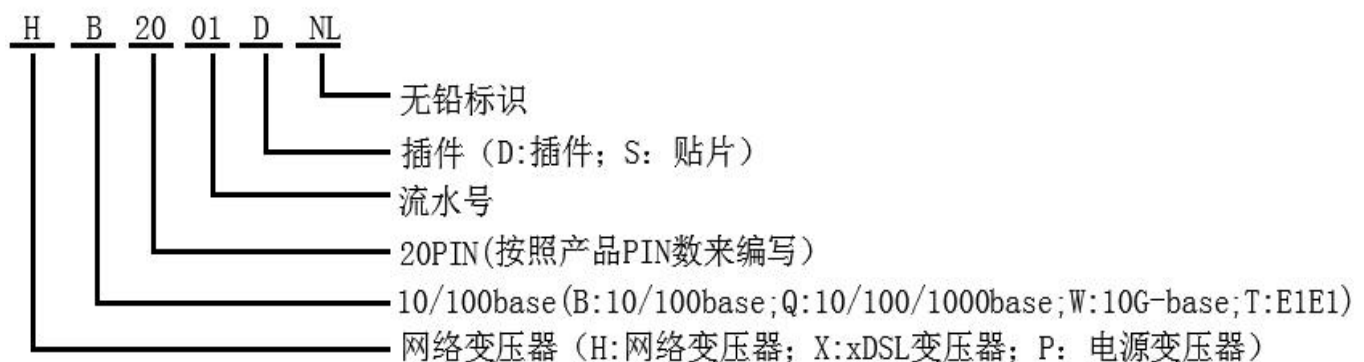 H B 20 01 D NL
无铅标识
插件（D:插件；S：贴片）
流水号
20PIN(按照产品PIN数来编写）
10/100base(B:10/100base;Q:10/100/1000base;W:10G-base;T:E1E1)
网络变压器（H:网络变压器；X:xDSL变压器；P：电源变压器）